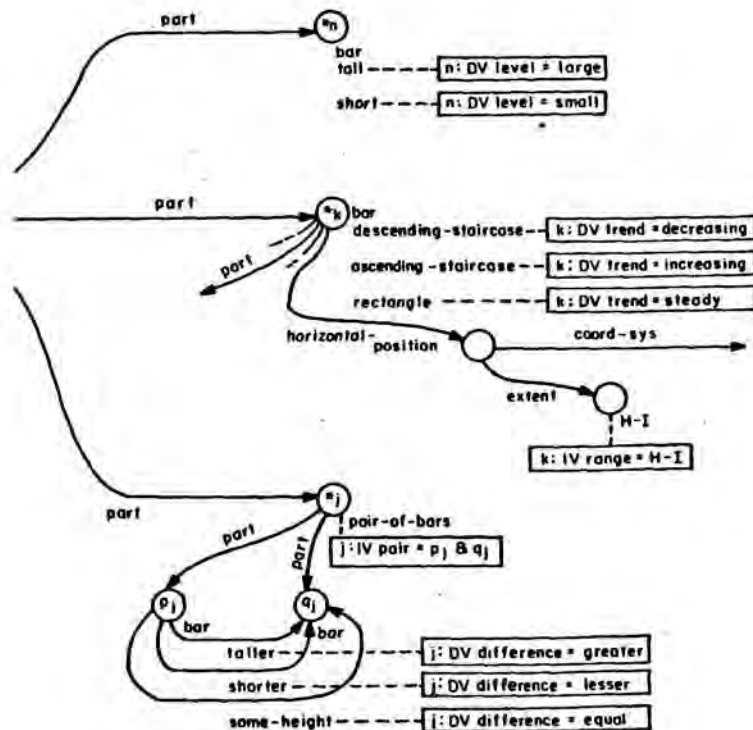 part
*n
bar
tall
n: DV level = large
short
n: DV level = small
part
*k
bar
descending-staircase
k: DV trend = decreasing
part
ascending-staircase
k: DV trend = increasing
rectangle
k: DV trend = steady
horizontal-position
coord-sys
extent
H-I
k: IV range = H-I
part
*j
pair-of-bars
part
part
j: IV pair = pj & qj
pj
qj
bar
bar
taller
j: DV difference = greater
shorter
j: DV difference = lesser
same-height
j: DV difference = equal